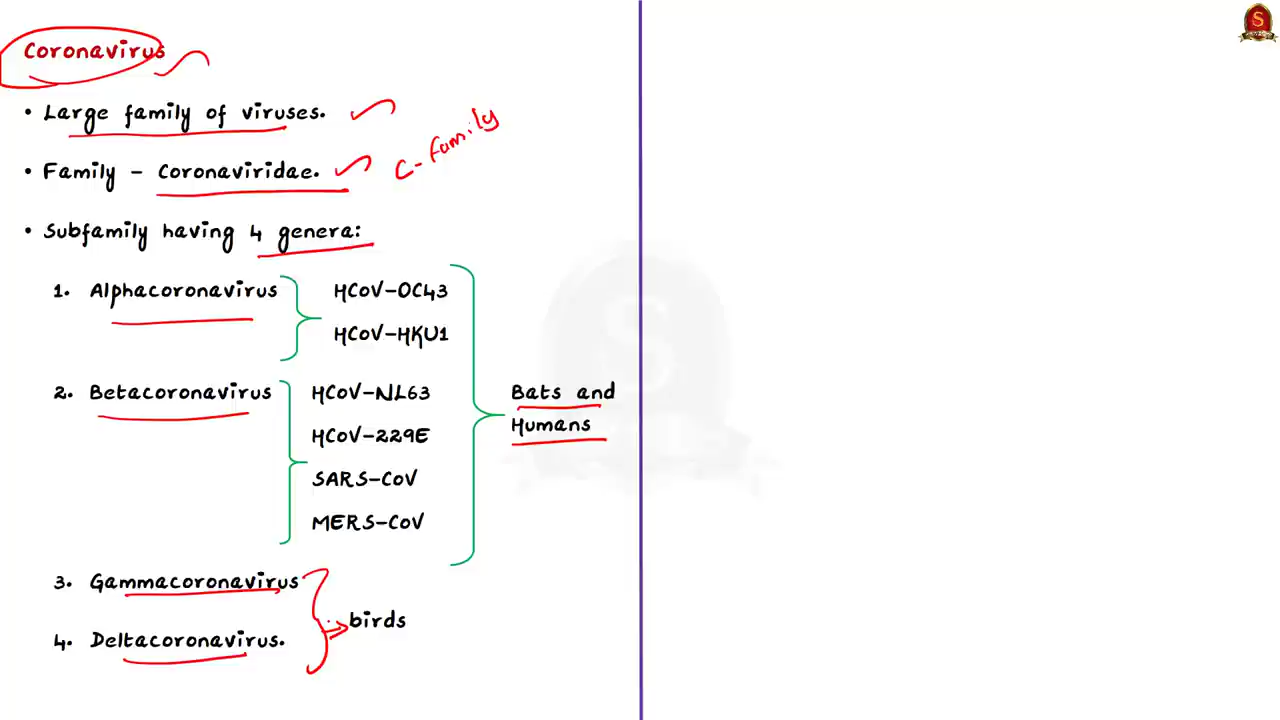 Coronavirus
• Large family of viruses.
• Family - Coronaviridae.
C-family
• Subfamily having 4 genera:
1. Alphacoronavirus
HCoV-OC43
HCoV-HKU1
2. Betacoronavirus
HCoV-NL63
HCoV-229E
SARS-CoV
MERS-CoV
Bats and
Humans
3. Gammacoronavirus
4. Deltacoronavirus.
birds
S